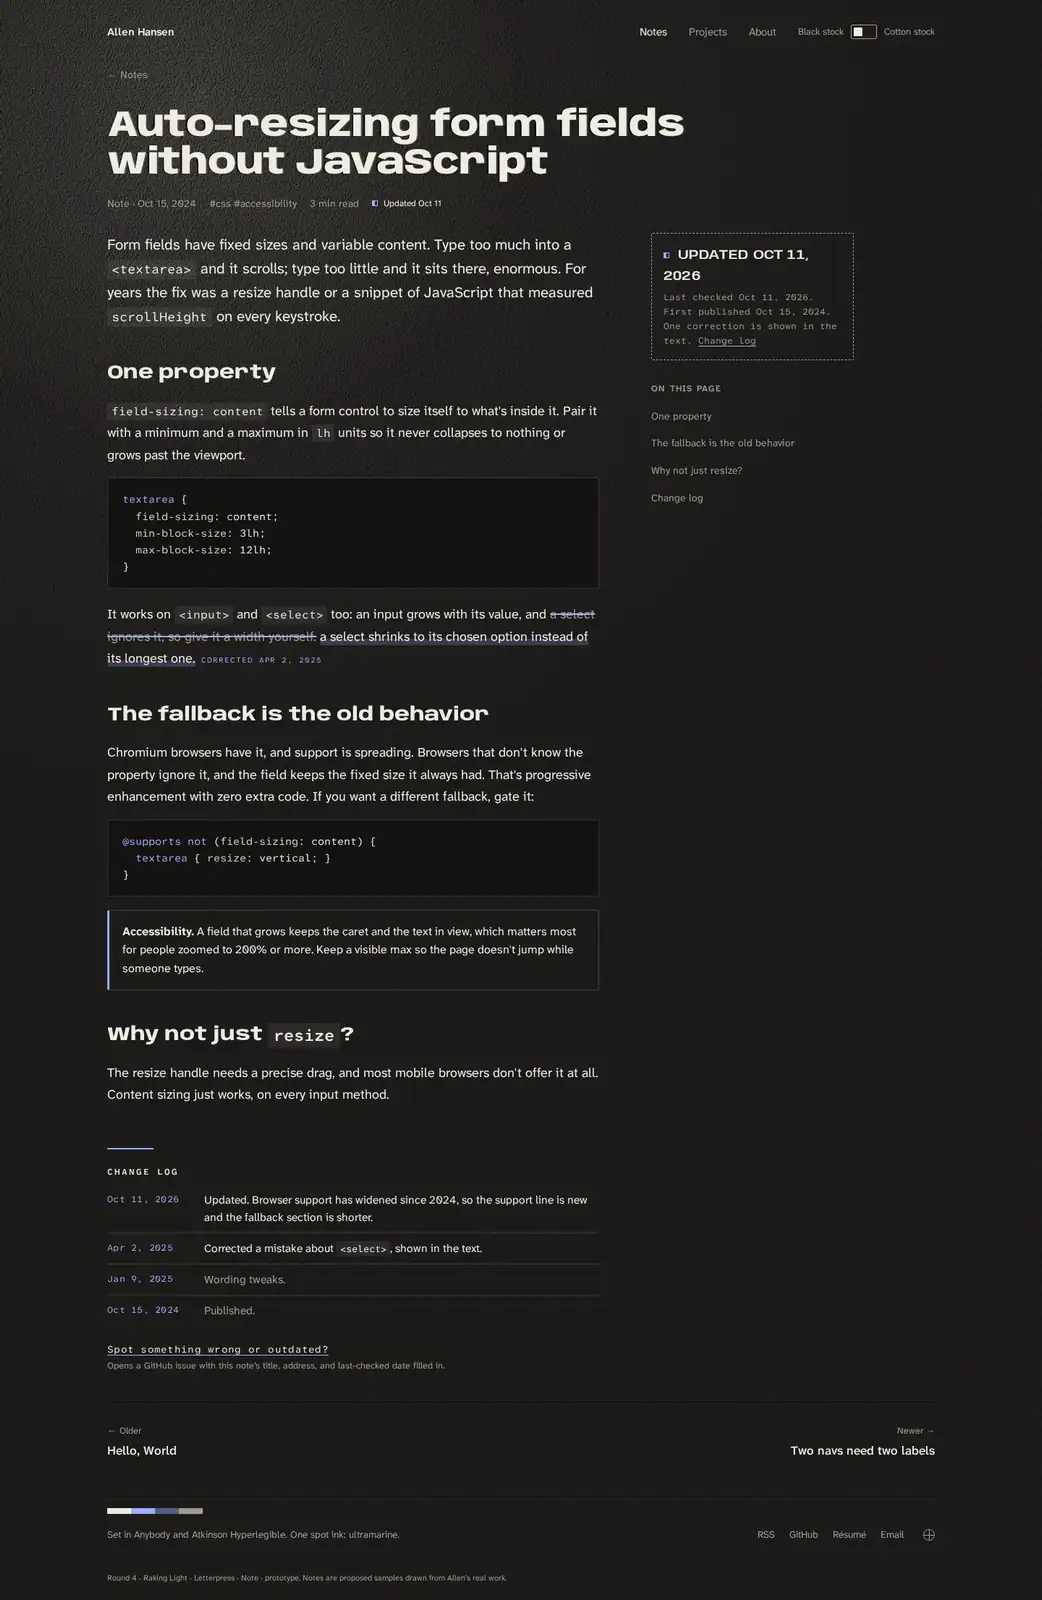 Allen Hansen
Notes Projects About Black stock Cotton stock
← Notes
Auto-resizing form fields
without JavaScript
Note · Oct 15, 2024 #css #accessibility 3 min read Updated Oct 11
Form fields have fixed sizes and variable content. Type too much into a
<textarea> and it scrolls; type too little and it sits there, enormous. For
years the fix was a resize handle or a snippet of JavaScript that measured
scrollHeight on every keystroke.
UPDATED OCT 11,
2026
Last checked Oct 11, 2026.
First published Oct 15, 2024.
One correction is shown in the
text. Change Log
ON THIS PAGE
One property
The fallback is the old behavior
Why not just resize?
Change log
One property
field-sizing: content tells a form control to size itself to what's inside it. Pair it
with a minimum and a maximum in lh units so it never collapses to nothing or
grows past the viewport.
textarea {
  field-sizing: content;
  min-block-size: 3lh;
  max-block-size: 12lh;
}
It works on <input> and <select> too: an input grows with its value, and a select
ignores it, so give it a width yourself. a select shrinks to its chosen option instead of
its longest one. CORRECTED APR 2, 2025
The fallback is the old behavior
Chromium browsers have it, and support is spreading. Browsers that don't know the
property ignore it, and the field keeps the fixed size it always had. That's progressive
enhancement with zero extra code. If you want a different fallback, gate it:
@supports not (field-sizing: content) {
  textarea { resize: vertical; }
}
Accessibility. A field that grows keeps the caret and the text in view, which matters most
for people zoomed to 200% or more. Keep a visible max so the page doesn't jump while
someone types.
Why not just resize?
The resize handle needs a precise drag, and most mobile browsers don't offer it at all.
Content sizing just works, on every input method.
CHANGE LOG
Oct 11, 2026 Updated. Browser support has widened since 2024, so the support line is new
and the fallback section is shorter.
Apr 2, 2025 Corrected a mistake about <select>, shown in the text.
Jan 9, 2025 Wording tweaks.
Oct 15, 2024 Published.
Spot something wrong or outdated?
Opens a GitHub issue with this note's title, address, and last-checked date filled in.
← Older
Hello, World
Newer →
Two navs need two labels
Set in Anybody and Atkinson Hyperlegible. One spot ink: ultramarine.
RSS GitHub Résumé Email
Round 4 · Raking Light · Letterpress · Note · prototype. Notes are proposed samples drawn from Allen's real work.